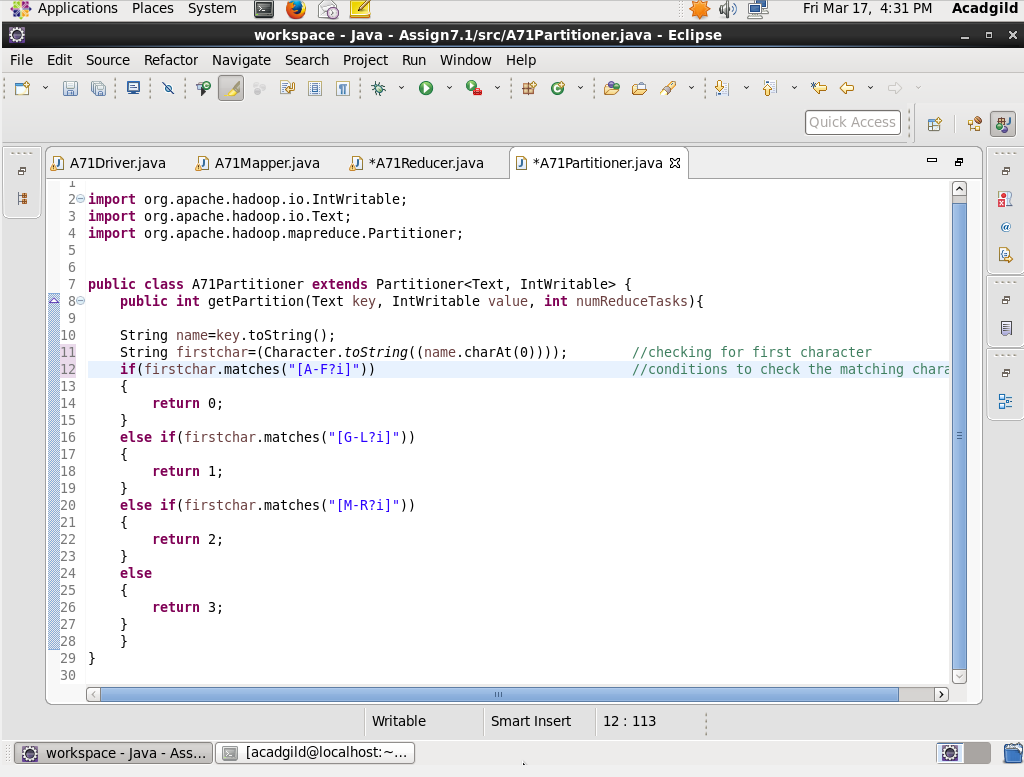 Applications Places System Fri Mar 17, 4:31 PM Acadgild
workspace - Java - Assign7.1/src/A71Partitioner.java - Eclipse
File Edit Source Refactor Navigate Search Project Run Window Help
Quick Access
A71Driver.java A71Mapper.java *A71Reducer.java *A71Partitioner.java
1
2 import org.apache.hadoop.io.IntWritable;
3 import org.apache.hadoop.io.Text;
4 import org.apache.hadoop.mapreduce.Partitioner;
5
6
7 public class A71Partitioner extends Partitioner<Text, IntWritable> {
8 public int getPartition(Text key, IntWritable value, int numReduceTasks){
9
10 String name=key.toString();
11 String firstchar=(Character.toString((name.charAt(0)))); //checking for first character
12 if(firstchar.matches("[A-F?i]")) //conditions to check the matching chara
13 {
14 return 0;
15 }
16 else if(firstchar.matches("[G-L?i]"))
17 {
18 return 1;
19 }
20 else if(firstchar.matches("[M-R?i]"))
21 {
22 return 2;
23 }
24 else
25 {
26 return 3;
27 }
28 }
29 }
30
Writable Smart Insert 12 : 113
workspace - Java - Ass... [acadgild@localhost:~...